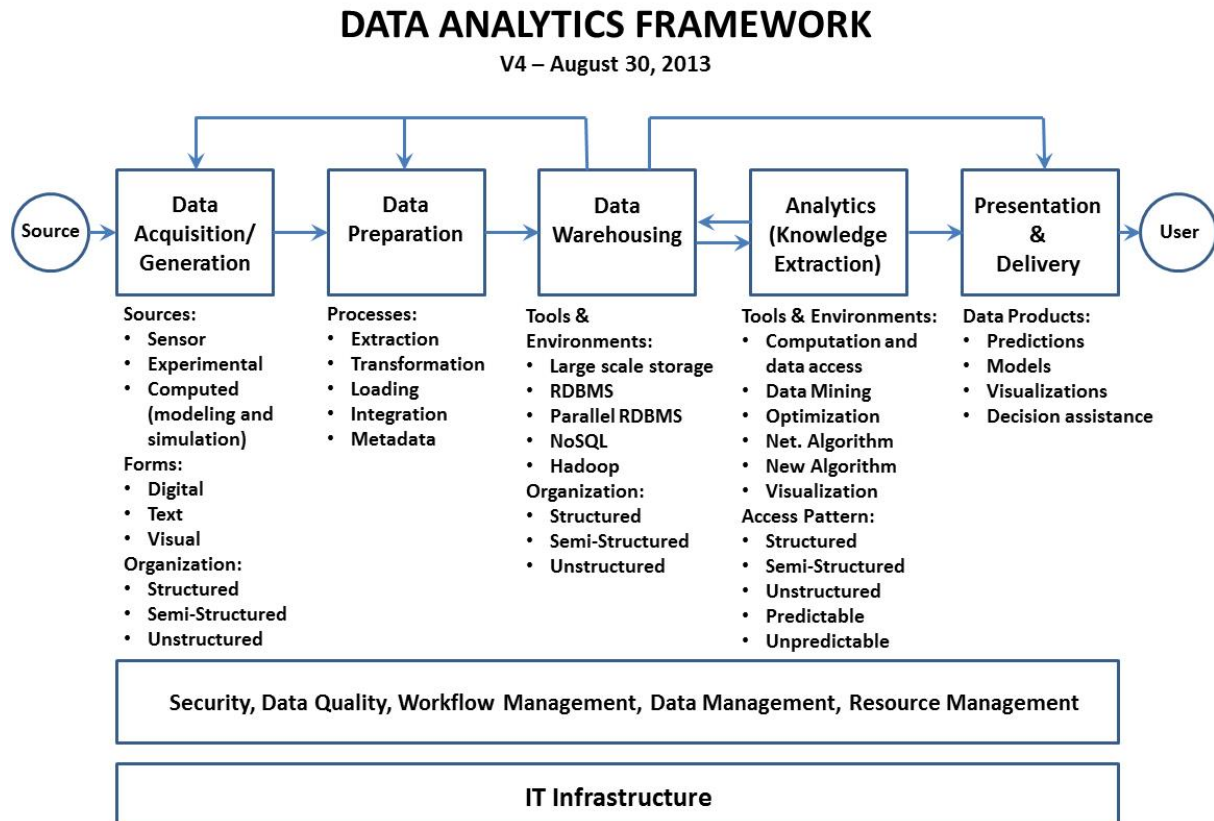 DATA ANALYTICS FRAMEWORK
V4 – August 30, 2013
Source
Data
Acquisition/
Generation
Data
Preparation
Data
Warehousing
Analytics
(Knowledge
Extraction)
Presentation
&
Delivery
User
Sources:
• Sensor
• Experimental
• Computed
(modeling and
simulation)
Forms:
• Digital
• Text
• Visual
Organization:
• Structured
• Semi-Structured
• Unstructured
Processes:
• Extraction
• Transformation
• Loading
• Integration
• Metadata
Tools &
Environments:
• Large scale storage
• RDBMS
• Parallel RDBMS
• NoSQL
• Hadoop
Organization:
• Structured
• Semi-Structured
• Unstructured
Tools & Environments:
• Computation and
data access
• Data Mining
• Optimization
• Net. Algorithm
• New Algorithm
• Visualization
Access Pattern:
• Structured
• Semi-Structured
• Unstructured
• Predictable
• Unpredictable
Data Products:
• Predictions
• Models
• Visualizations
• Decision assistance
Security, Data Quality, Workflow Management, Data Management, Resource Management
IT Infrastructure